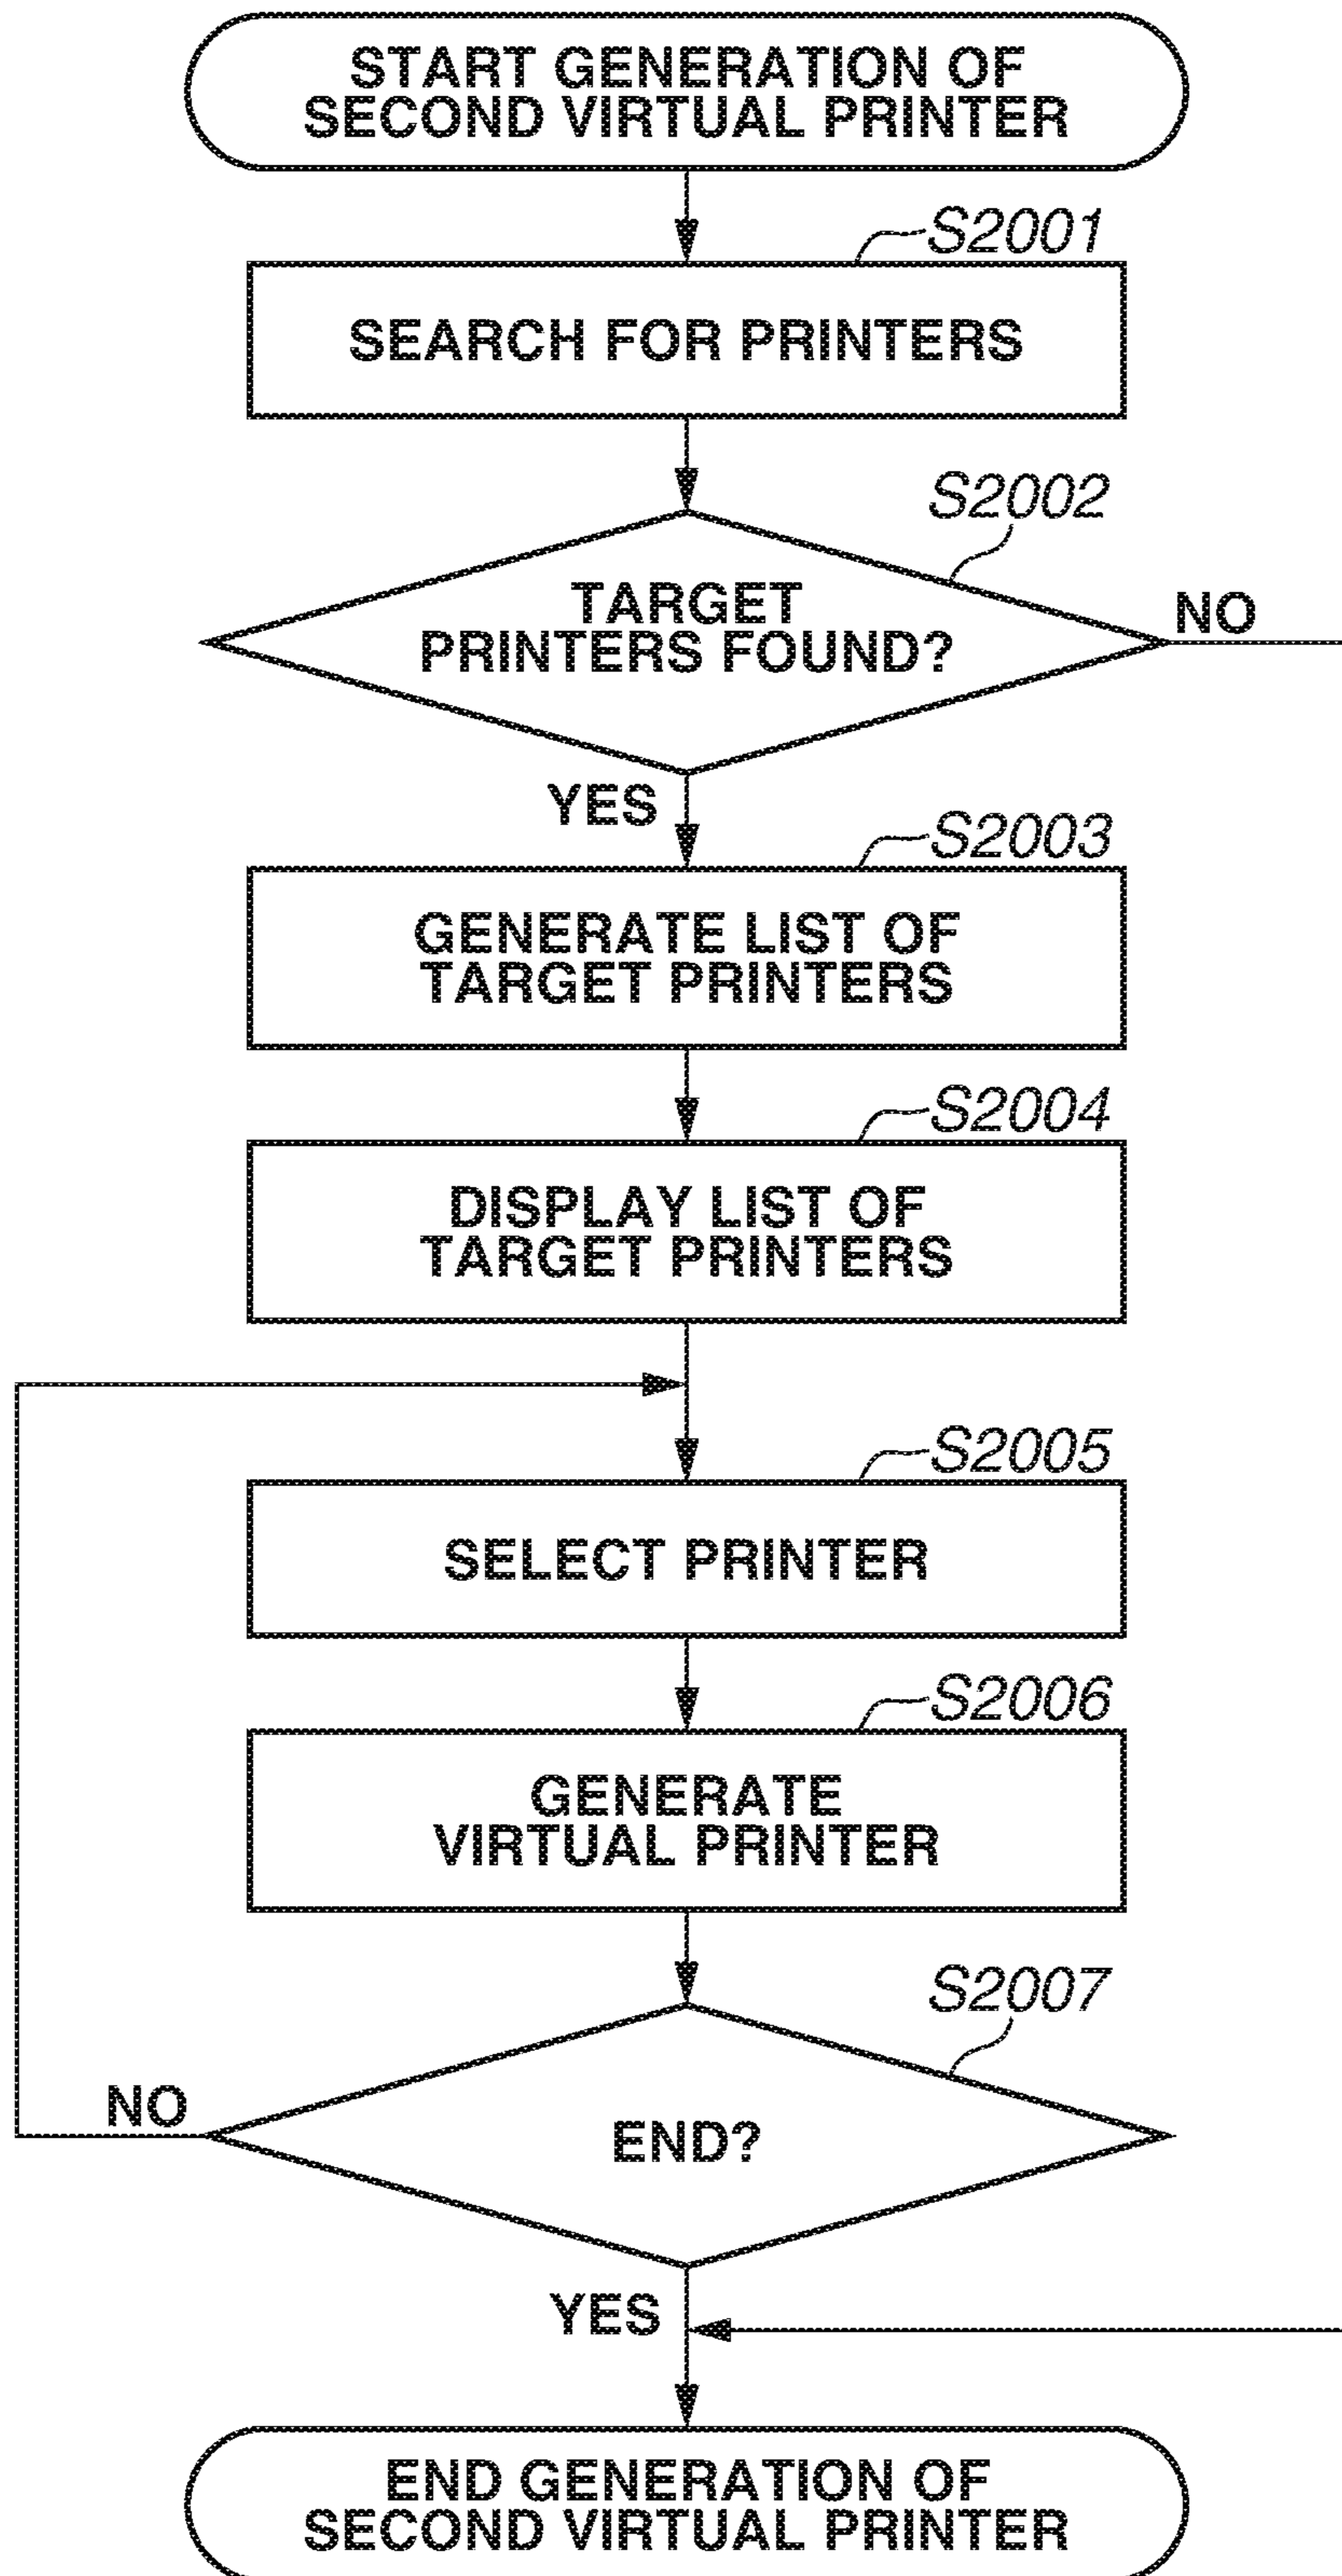 START GENERATION OF
SECOND VIRTUAL PRINTER
S2001
SEARCH FOR PRINTERS
S2002
TARGET
PRINTERS FOUND?
NO
YES
S2003
GENERATE LIST OF
TARGET PRINTERS
S2004
DISPLAY LIST OF
TARGET PRINTERS
S2005
SELECT PRINTER
S2006
GENERATE
VIRTUAL PRINTER
S2007
NO
END?
YES
END GENERATION OF
SECOND VIRTUAL PRINTER